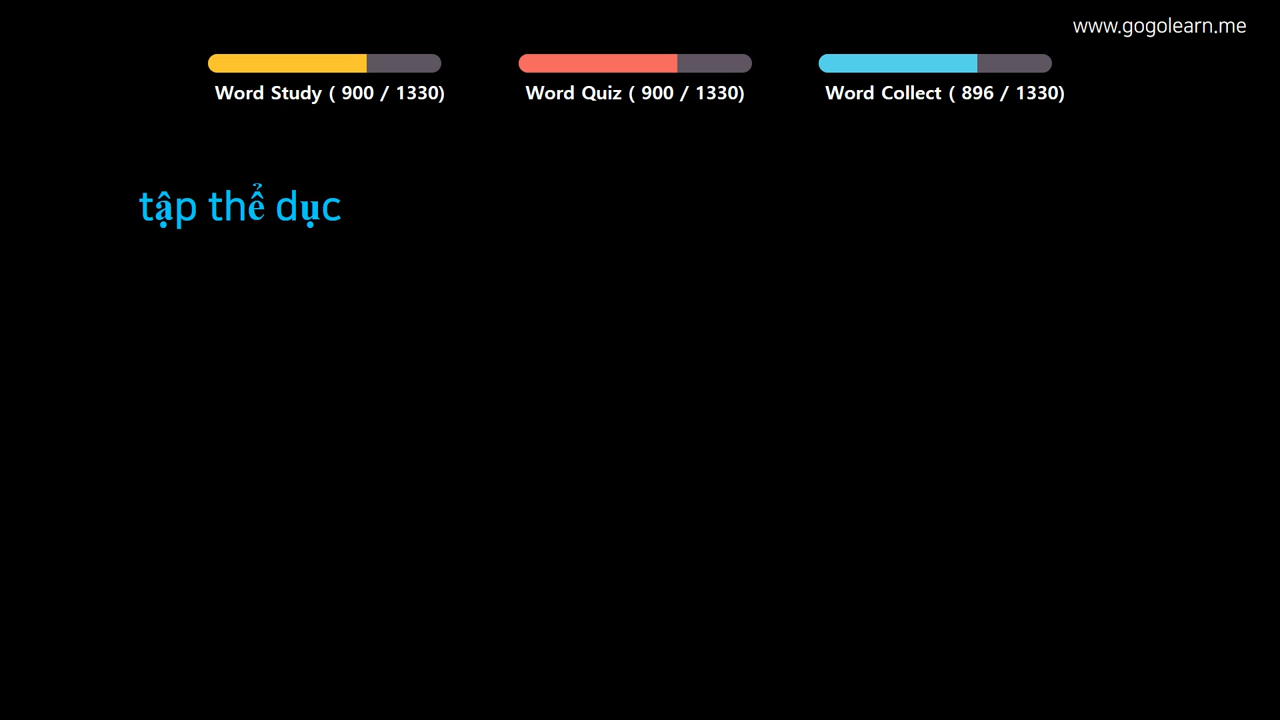 www.gogolearn.me
Word Study ( 900 / 1330)
Word Quiz ( 900 / 1330)
Word Collect ( 896 / 1330)
tập thể dục